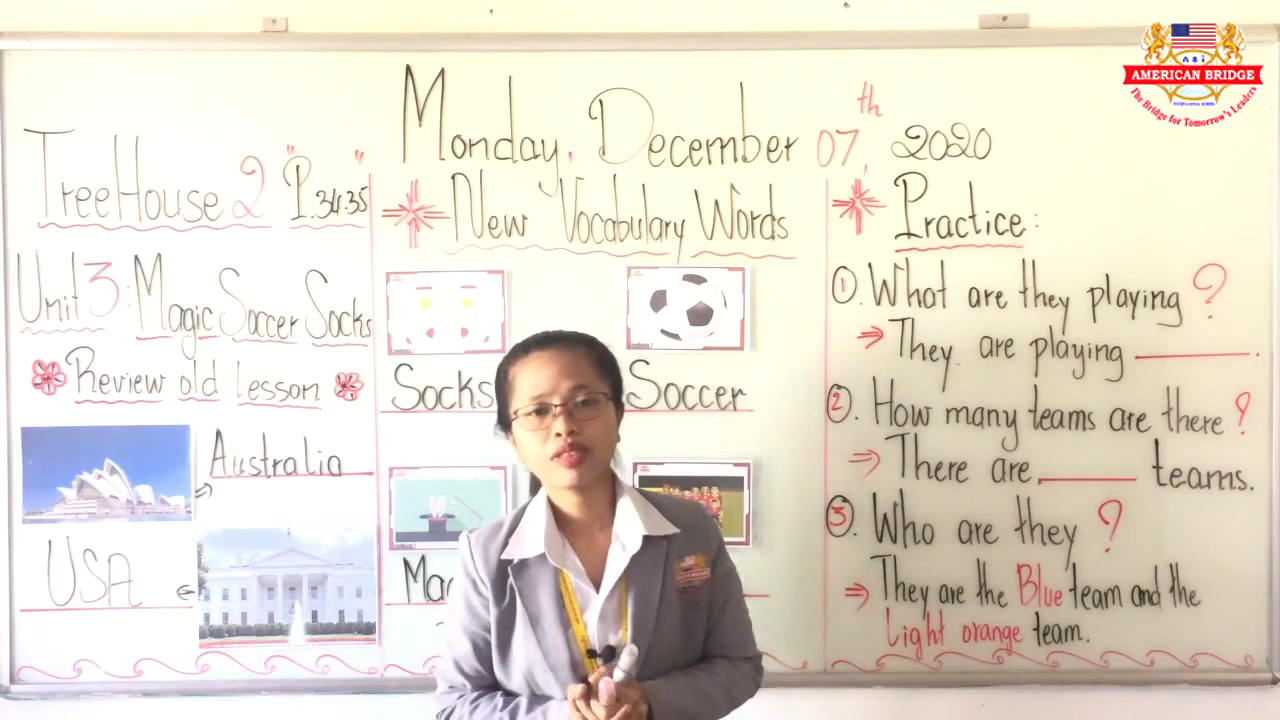 AMERICAN BRIDGE
The Bridge for Tomorrow's Leaders
Monday, December 07th, 2020
TreeHouse 2 "P.34-35"
Unit 3: Magic Soccer Socks
Review old lesson
Australia
USA
New Vocabulary Words
Socks
Soccer
Practice:
1. What are they playing?
⇒ They are playing ________.
2. How many teams are there?
⇒ There are ______ teams.
3. Who are they?
⇒ They are the Blue team and the
Light orange team.